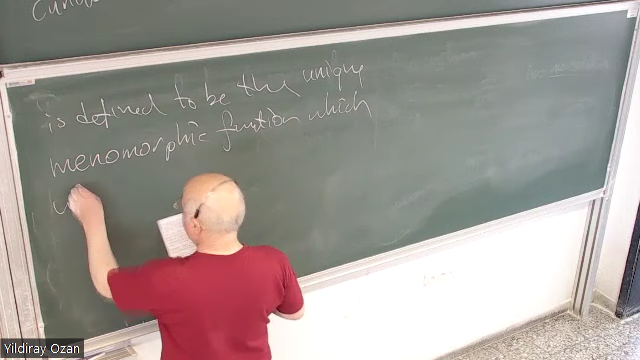 is defined to be the unique
menomorphic function which
Yildiray Ozan